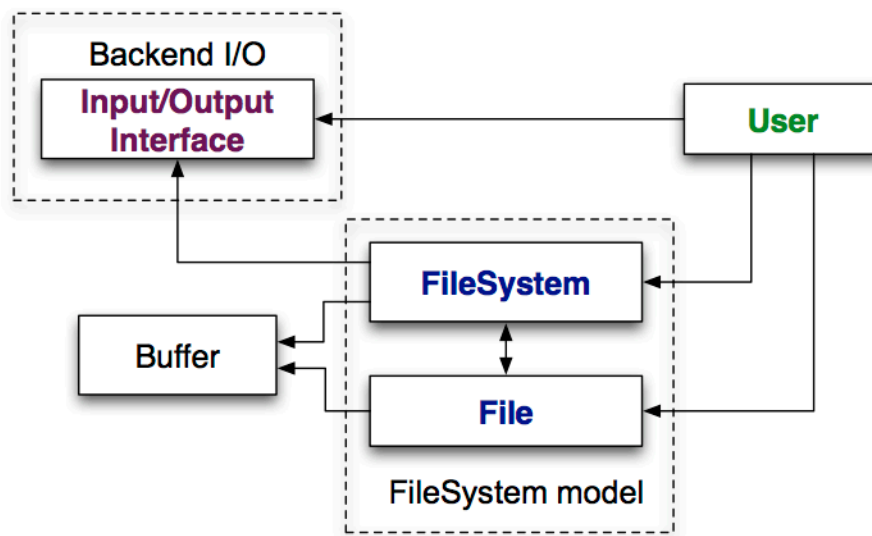 Backend I/O
Input/Output
Interface
User
FileSystem
Buffer
File
FileSystem model